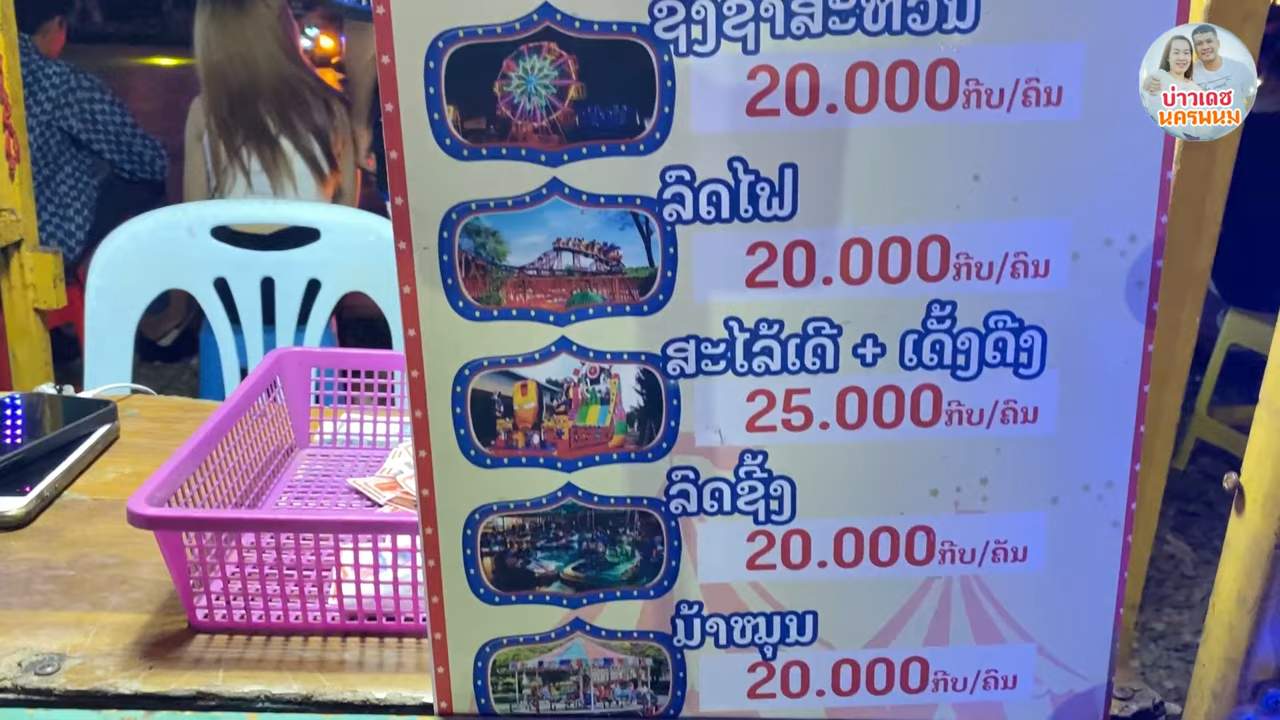 ຊິງຊ້າສະຫວັນ
20.000ກີບ/ຄົນ
ລົດໄຟ
20.000ກີບ/ຄົນ
ສະໄລ້ເດີ + ເດັ້ງດຶ໋ງ
25.000ກີບ/ຄົນ
ລົດຊີ້ງ
20.000ກີບ/ຄັນ
ມ້າໝຸນ
20.000ກີບ/ຄົນ
บ่าวเดช
นครพนม